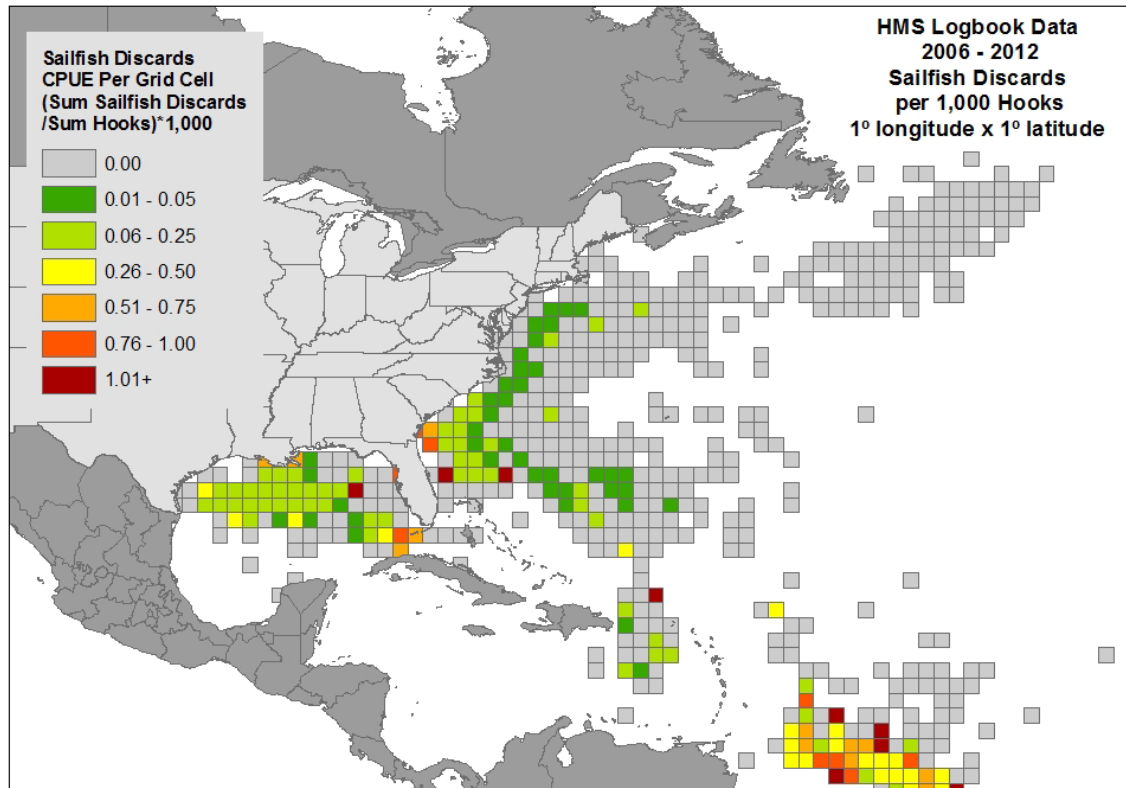 Sailfish Discards
CPUE Per Grid Cell
(Sum Sailfish Discards
/Sum Hooks)*1,000
0.00
0.01 - 0.05
0.06 - 0.25
0.26 - 0.50
0.51 - 0.75
0.76 - 1.00
1.01+
HMS Logbook Data
2006 - 2012
Sailfish Discards
per 1,000 Hooks
1º longitude x 1º latitude